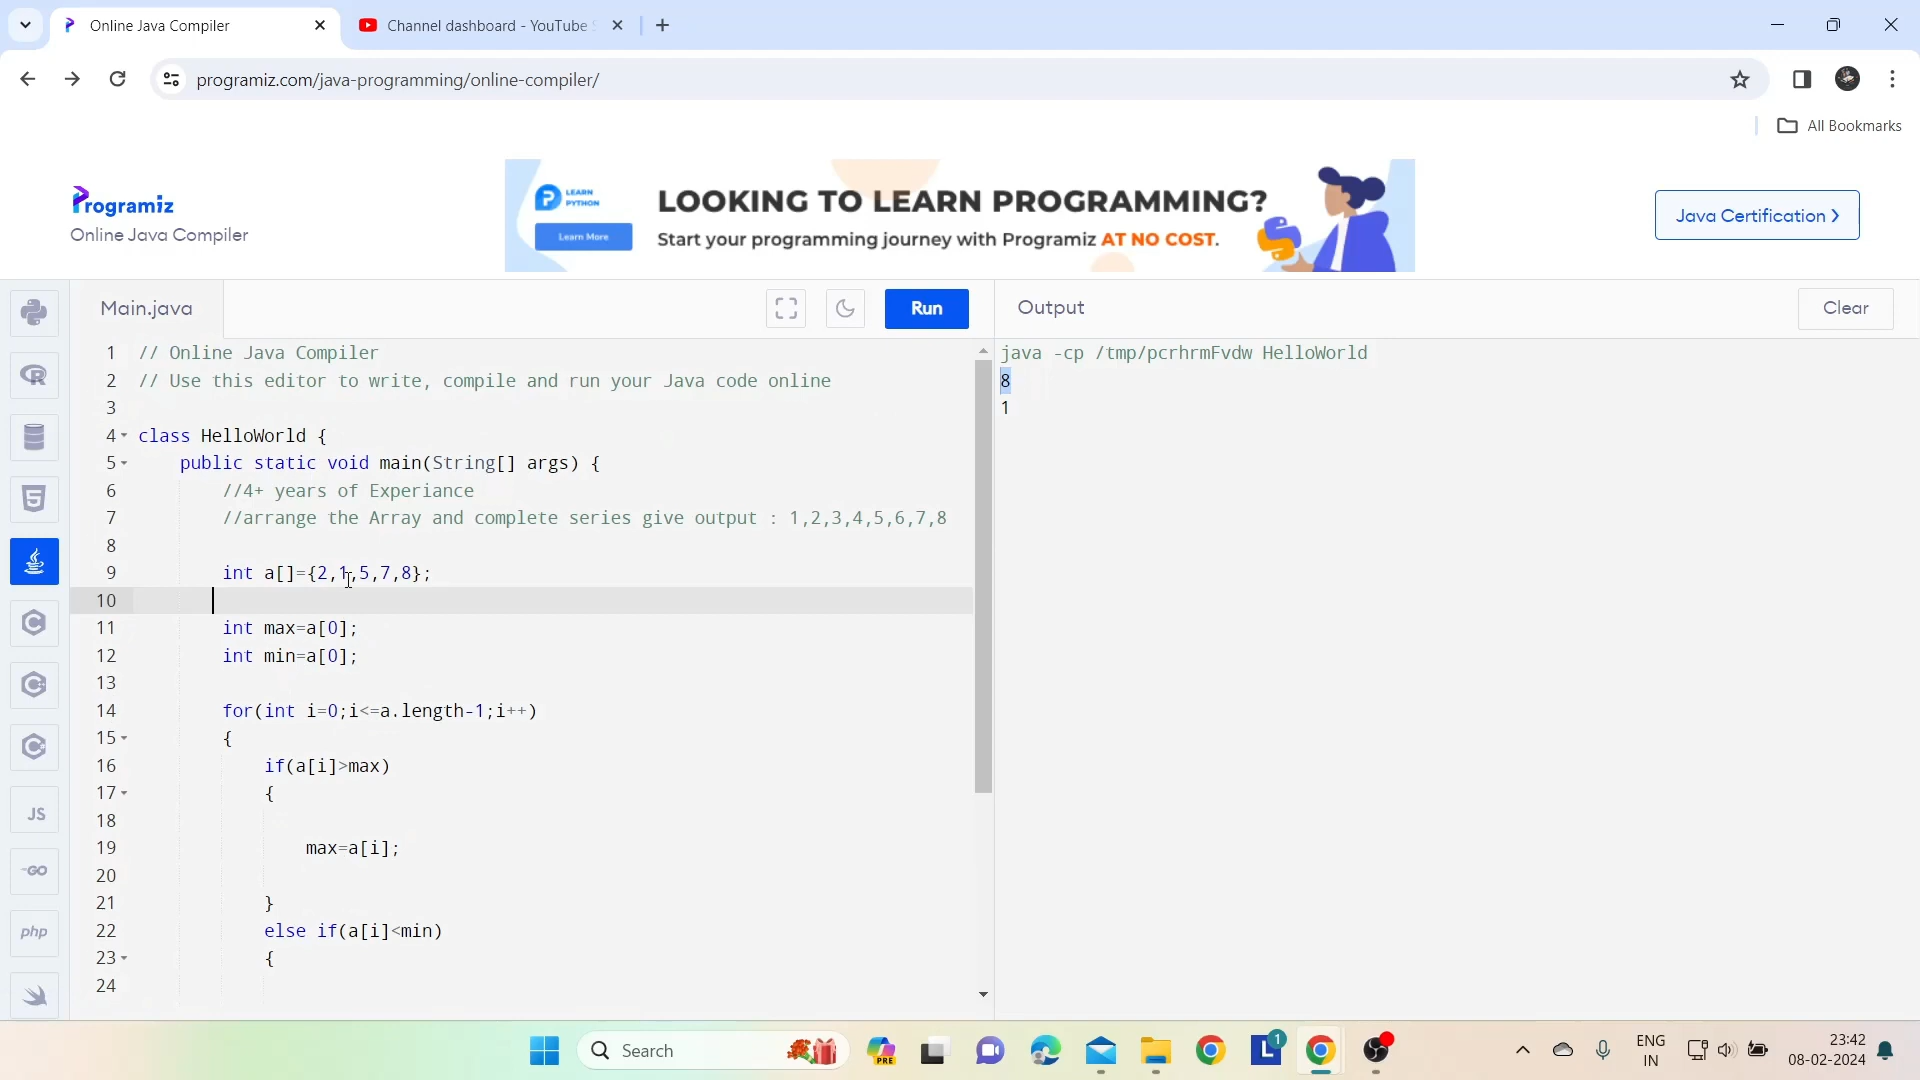 Online Java Compiler
Channel dashboard - YouTube S
programiz.com/java-programming/online-compiler/
All Bookmarks
Programiz
Online Java Compiler
LEARN
PYTHON
Learn More
LOOKING TO LEARN PROGRAMMING?
Start your programming journey with Programiz AT NO COST.
Java Certification ❯
Main.java
Run
Output
Clear
1 // Online Java Compiler
2 // Use this editor to write, compile and run your Java code online
3
4 class HelloWorld {
5 public static void main(String[] args) {
6 //4+ years of Experiance
7 //arrange the Array and complete series give output : 1,2,3,4,5,6,7,8
8
9 int a[]={2,1,5,7,8};
10
11 int max=a[0];
12 int min=a[0];
13
14 for(int i=0;i<=a.length-1;i++)
15 {
16 if(a[i]>max)
17 {
18
19 max=a[i];
20
21 }
22 else if(a[i]<min)
23 {
24
java -cp /tmp/pcrhrmFvdw HelloWorld
8
1
R
5
C
C
C
JS
GO
php
Search
PRE
L
1
ENG
IN
23:42
08-02-2024